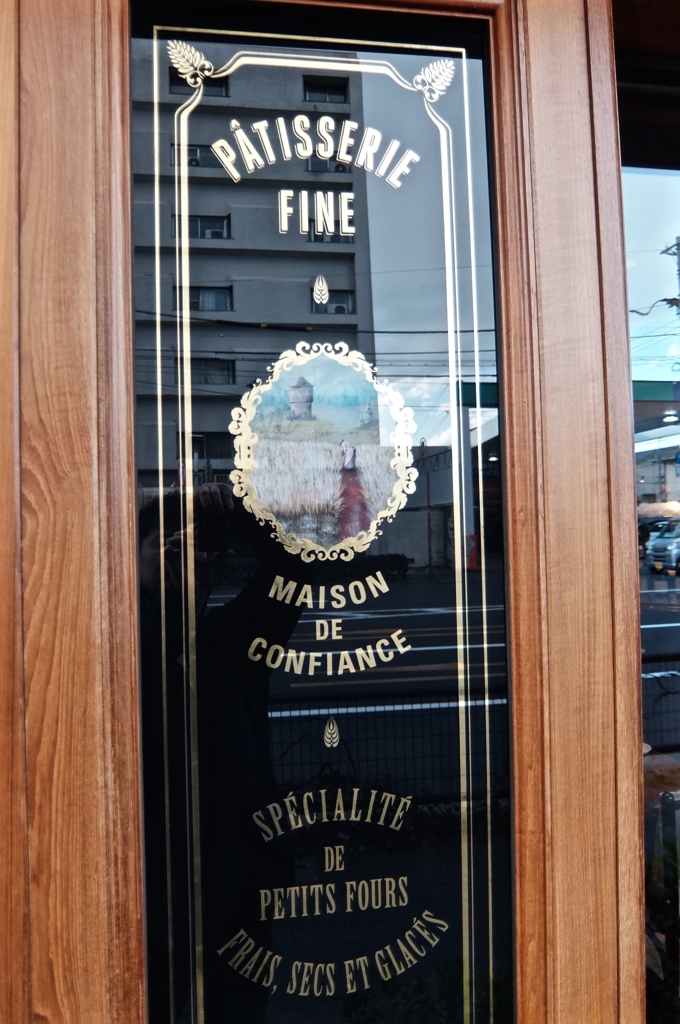 PÂTISSERIE
FINE
MAISON
DE
CONFIANCE
SPÉCIALITÉ
DE
PETITS FOURS
FRAIS, SECS ET GLACÉS